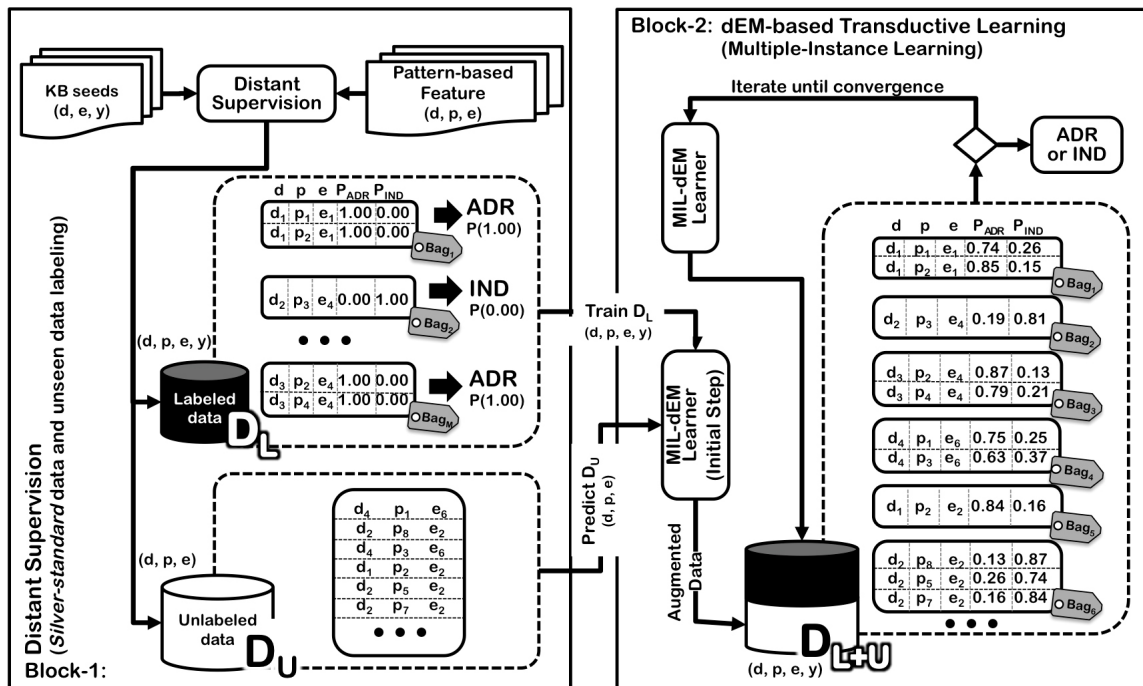 KB seeds
(d, e, y)
Distant
Supervision
Pattern-based
Feature
(d, p, e)
d p e P_ADR P_IND
d₁ p₁ e₁ 1.00 0.00
d₁ p₂ e₁ 1.00 0.00
Bag₁
ADR
P(1.00)
d₂ p₃ e₄ 0.00 1.00
Bag₂
IND
P(0.00)
d₃ p₂ e₄ 1.00 0.00
d₃ p₄ e₄ 1.00 0.00
Bag_M
ADR
P(1.00)
(d, p, e, y)
Labeled
data
D_L
(d, p, e)
Unlabeled
data
D_U
d₄ p₁ e₆
d₂ p₈ e₂
d₄ p₃ e₆
d₁ p₂ e₂
d₂ p₅ e₂
d₂ p₇ e₂
Distant Supervision
(Silver-standard data and unseen data labeling)
Block-1:
Train D_L
(d, p, e, y)
Predict D_U
(d, p, e)
Block-2: dEM-based Transductive Learning
(Multiple-Instance Learning)
Iterate until convergence
MIL-dEM
Learner
ADR
or IND
MIL-dEM
Learner
(Initial Step)
Augmented
Data
D_L+U
(d, p, e, y)
d p e P_ADR P_IND
d₁ p₁ e₁ 0.74 0.26
d₁ p₂ e₁ 0.85 0.15
Bag₁
d₂ p₃ e₄ 0.19 0.81
Bag₂
d₃ p₂ e₄ 0.87 0.13
d₃ p₄ e₄ 0.79 0.21
Bag₃
d₄ p₁ e₆ 0.75 0.25
d₄ p₃ e₆ 0.63 0.37
Bag₄
d₁ p₂ e₂ 0.84 0.16
Bag₅
d₂ p₈ e₂ 0.13 0.87
d₂ p₅ e₂ 0.26 0.74
d₂ p₇ e₂ 0.16 0.84
Bag₆